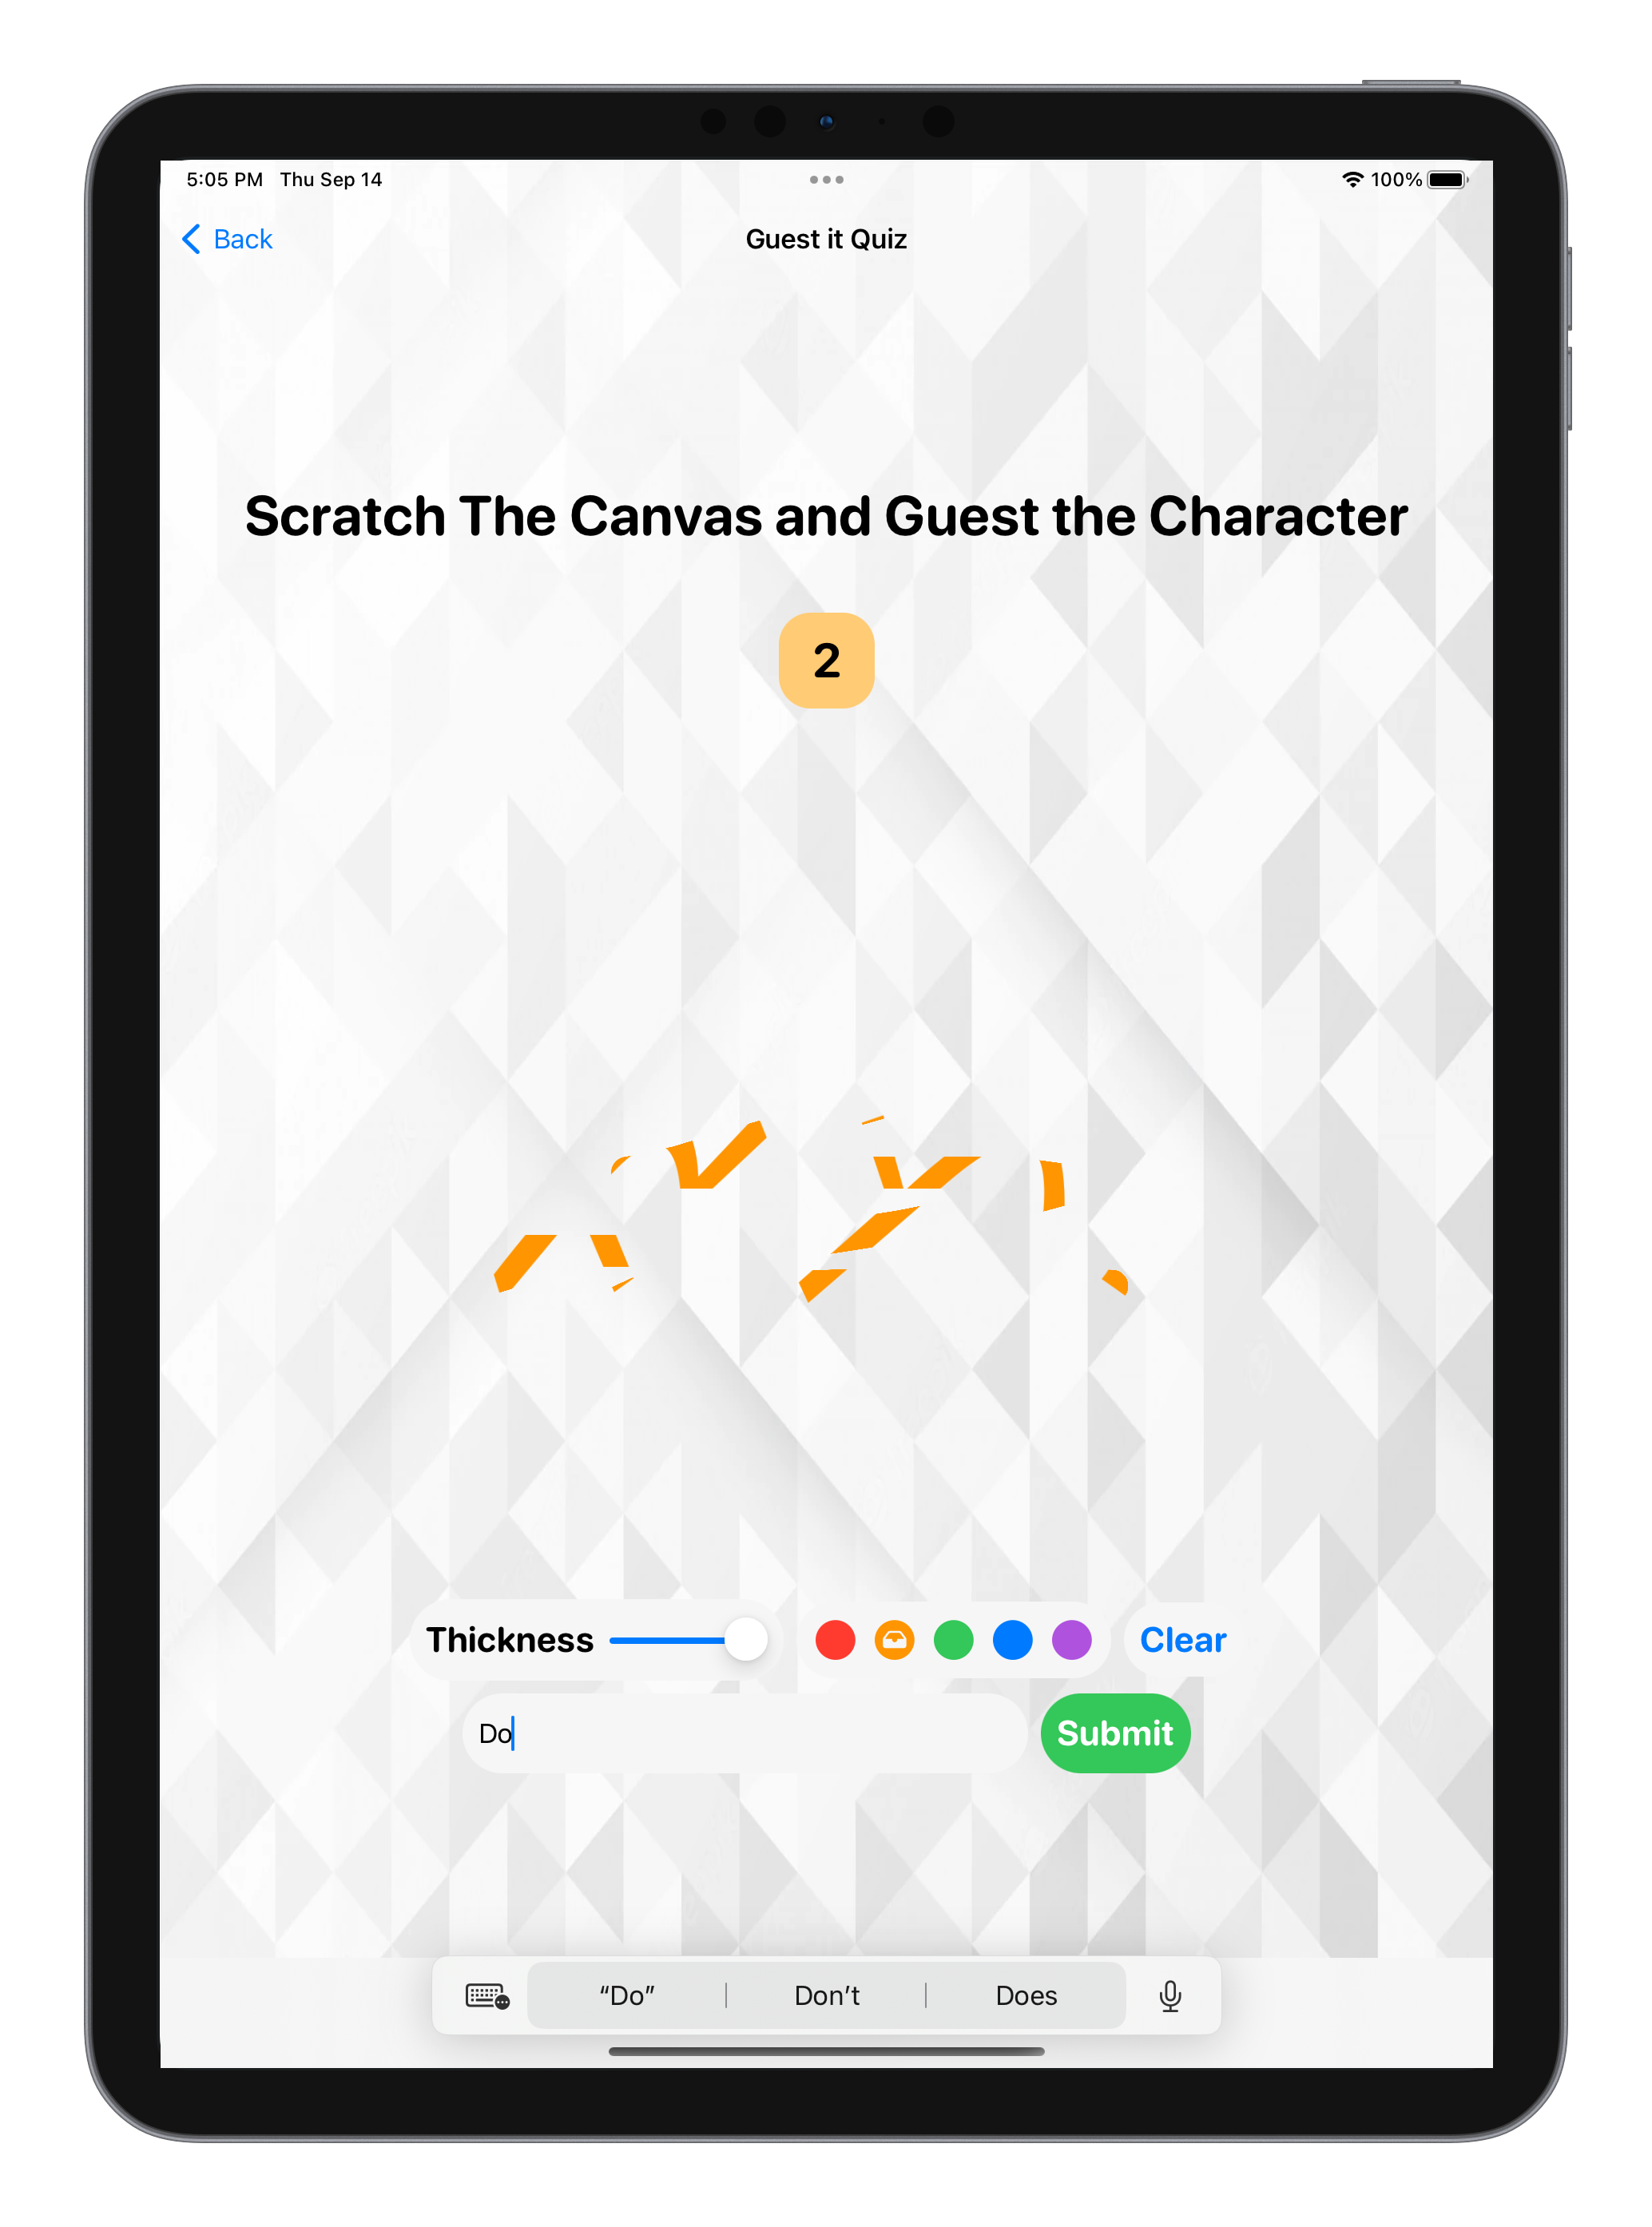 5:05 PM Thu Sep 14 100%
Back Guest it Quiz
Scratch The Canvas and Guest the Character
2
Thickness Clear
Do Submit
“Do” Don’t Does